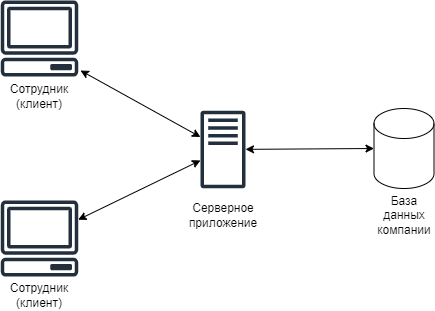 Сотрудник
(клиент)
Серверное
приложение
База
данных
компании
Сотрудник
(клиент)